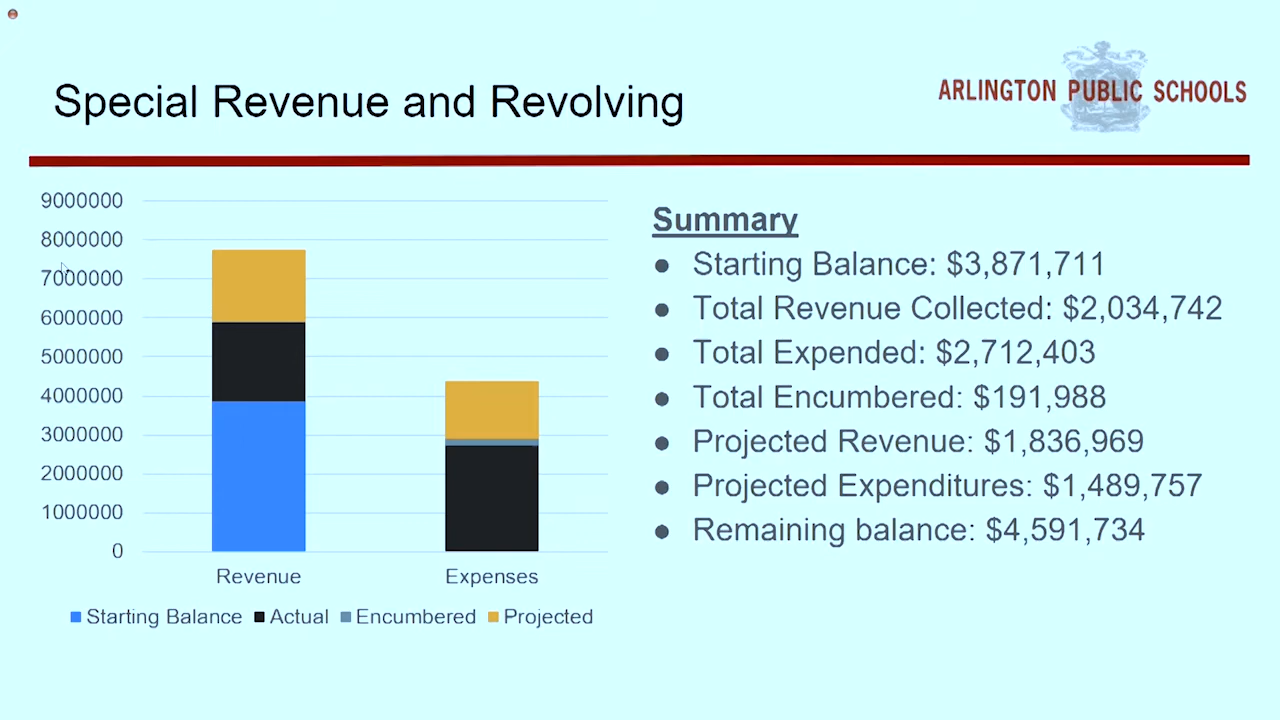 ARLINGTON PUBLIC SCHOOLS
Special Revenue and Revolving
9000000
8000000
7000000
6000000
5000000
4000000
3000000
2000000
1000000
0
Revenue
Expenses
Starting Balance
Actual
Encumbered
Projected
Summary
● Starting Balance: $3,871,711
● Total Revenue Collected: $2,034,742
● Total Expended: $2,712,403
● Total Encumbered: $191,988
● Projected Revenue: $1,836,969
● Projected Expenditures: $1,489,757
● Remaining balance: $4,591,734